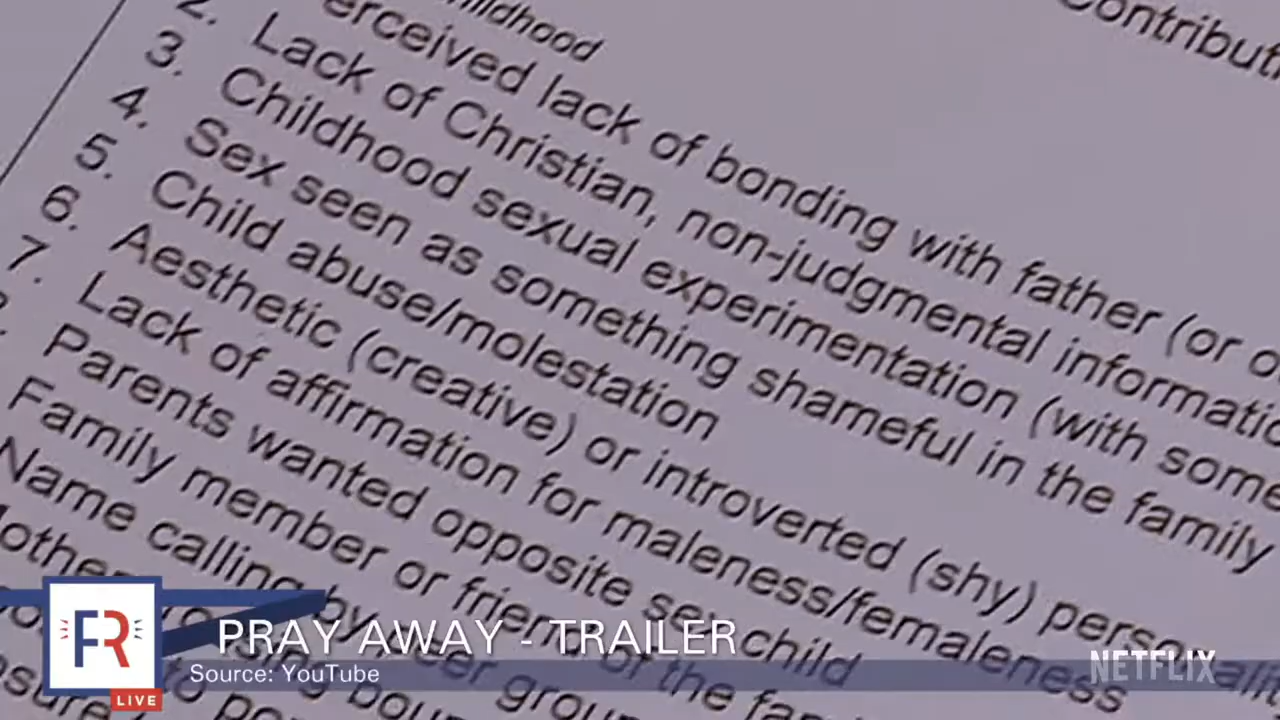 Contribut
childhood
erceived lack of bonding with father (or
2. Lack of Christian, non-judgmental
3. Childhood sexual experimentation (with some
4. Sex seen as something shameful in the family
5. Child abuse/molestation
6. Aesthetic (creative) or introverted (shy)
7. Lack of affirmation for maleness/femaleness
Parents wanted opposite sex child
Family member or friend of the
Name calling by
FR
LIVE
PRAY AWAY - TRAILER
Source: YouTube
NETFLIX